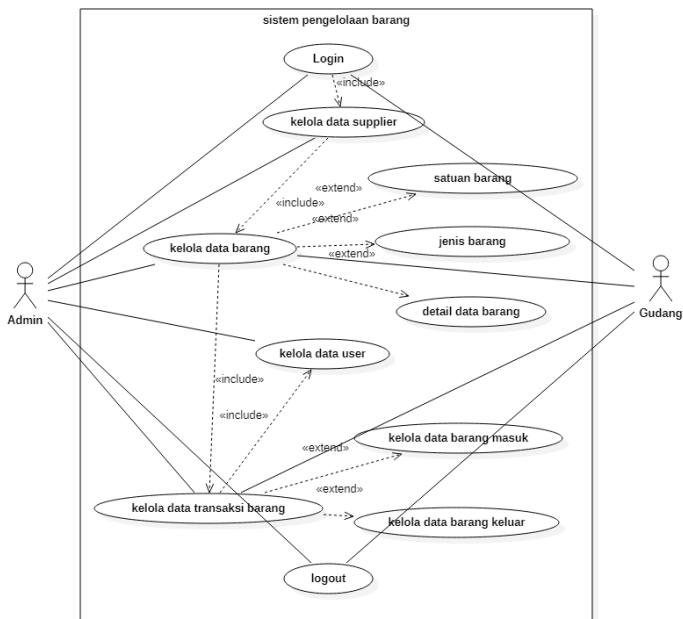 sistem pengelolaan barang
Login
«include»
kelola data supplier
satuan barang
«extend»
«include»
«extend»
kelola data barang
jenis barang
«extend»
detail data barang
Admin
Gudang
kelola data user
«include»
«include»
kelola data barang masuk
«extend»
«extend»
kelola data transaksi barang
kelola data barang keluar
logout